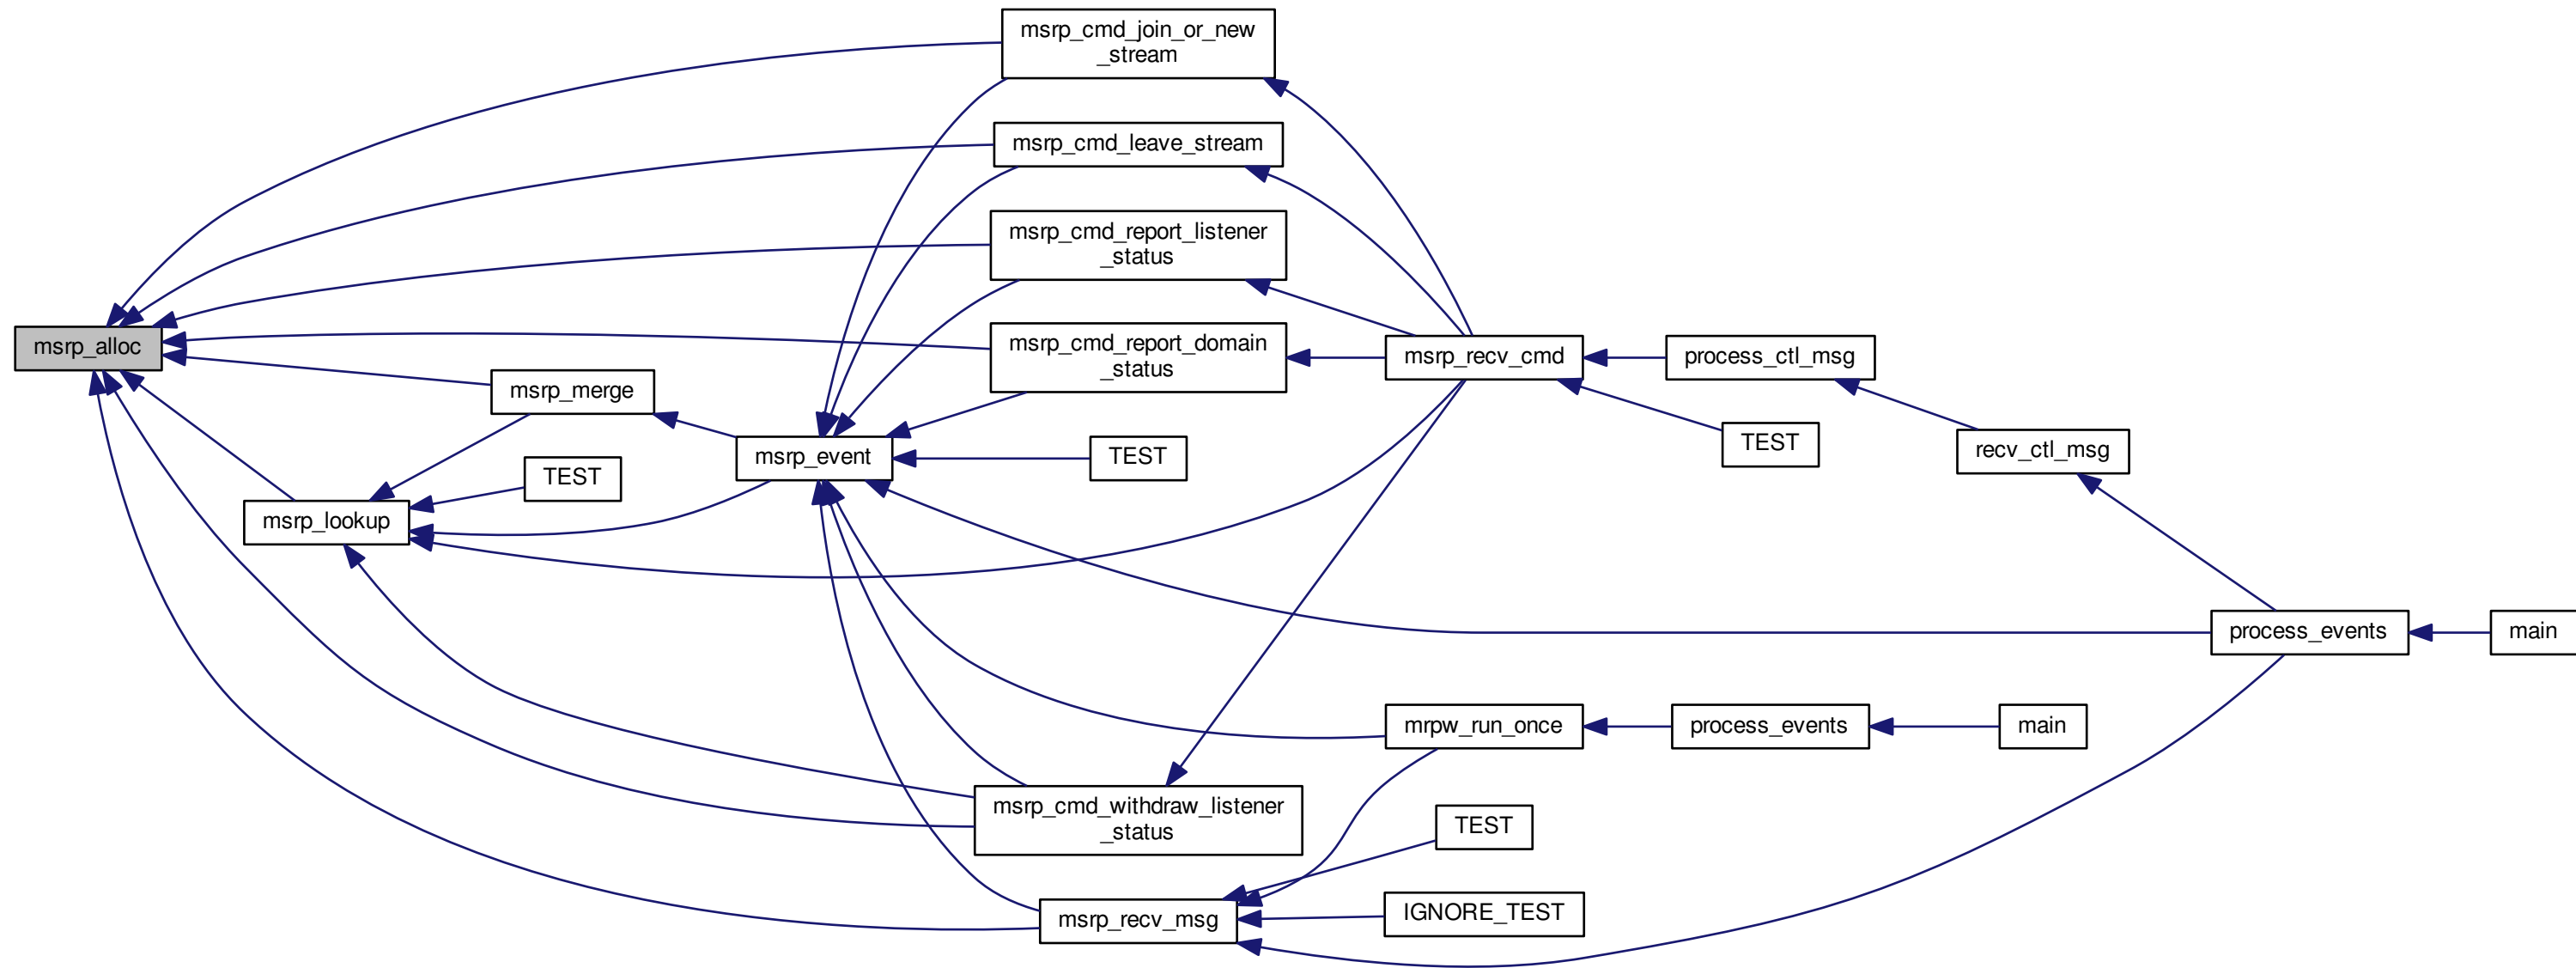 msrp_cmd_join_or_new
_stream
msrp_cmd_leave_stream
msrp_cmd_report_listener
_status
msrp_alloc
msrp_cmd_report_domain
_status
msrp_recv_cmd
process_ctl_msg
msrp_merge
msrp_event
TEST
TEST
recv_ctl_msg
TEST
msrp_lookup
process_events
main
mrpw_run_once
process_events
main
msrp_cmd_withdraw_listener
_status
TEST
msrp_recv_msg
IGNORE_TEST